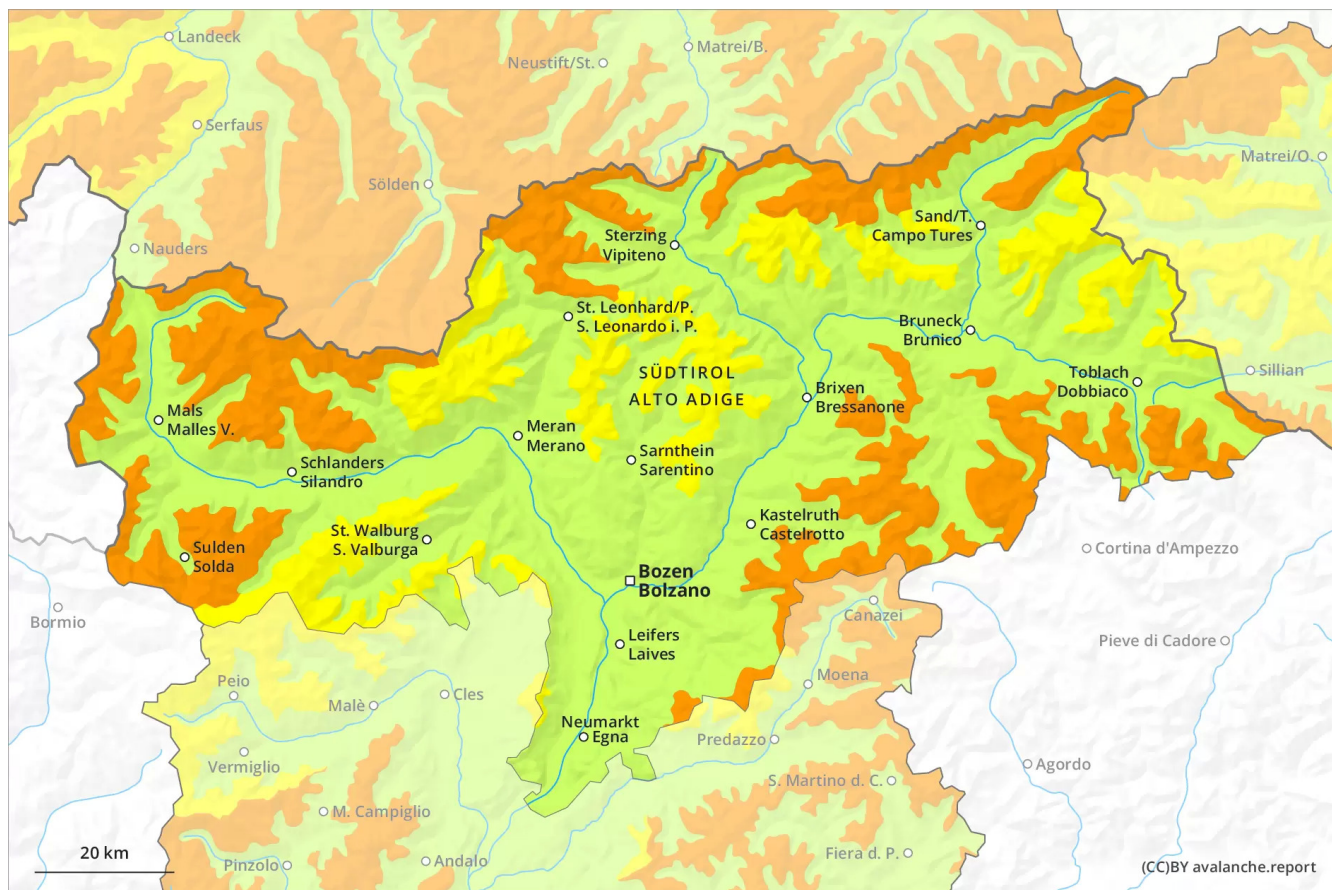 Landeck
Matrei/B.
Neustift/St.
Serfaus
Matrei/O.
Sölden
Sand/T.
Campo Tures
Sterzing
Vipiteno
Nauders
St. Leonhard/P.
S. Leonardo i. P.
Bruneck
Brunico
SÜDTIROL
ALTO ADIGE
Toblach
Dobbiaco
Sillian
Brixen
Bressanone
Mals
Malles V.
Meran
Merano
Sarnthein
Sarentino
Schlanders
Silandro
Kastelruth
Castelrotto
St. Walburg
S. Valburga
Sulden
Solda
Cortina d'Ampezzo
Bozen
Bolzano
Bormio
Canazei
Leifers
Laives
Pieve di Cadore
Peio
Moena
Malè
Cles
Neumarkt
Egna
Predazzo
Vermiglio
Agordo
S. Martino d. C.
M. Campiglio
20 km
Pinzolo
Andalo
Fiera d. P.
(CC)BY avalanche.report